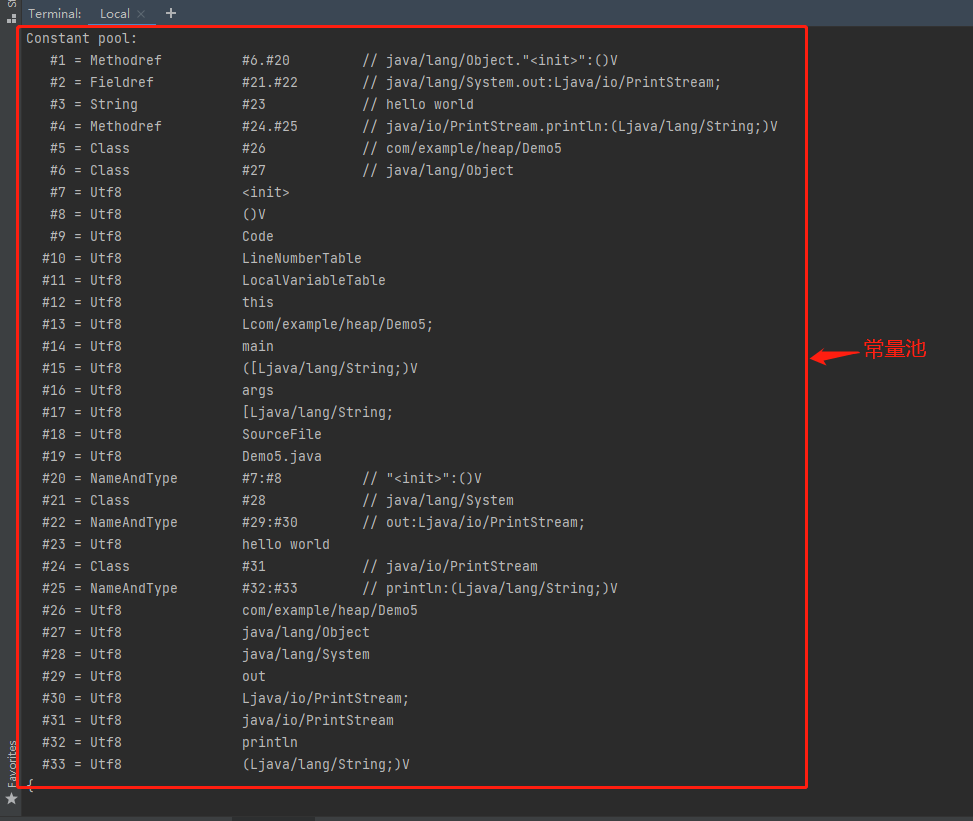 Terminal: Local × +
Constant pool:
#1 = Methodref #6.#20 // java/lang/Object."<init>":()V
#2 = Fieldref #21.#22 // java/lang/System.out:Ljava/io/PrintStream;
#3 = String #23 // hello world
#4 = Methodref #24.#25 // java/io/PrintStream.println:(Ljava/lang/String;)V
#5 = Class #26 // com/example/heap/Demo5
#6 = Class #27 // java/lang/Object
#7 = Utf8 <init>
#8 = Utf8 ()V
#9 = Utf8 Code
#10 = Utf8 LineNumberTable
#11 = Utf8 LocalVariableTable
#12 = Utf8 this
#13 = Utf8 Lcom/example/heap/Demo5;
#14 = Utf8 main
#15 = Utf8 ([Ljava/lang/String;)V
#16 = Utf8 args
#17 = Utf8 [Ljava/lang/String;
#18 = Utf8 SourceFile
#19 = Utf8 Demo5.java
#20 = NameAndType #7:#8 // "<init>":()V
#21 = Class #28 // java/lang/System
#22 = NameAndType #29:#30 // out:Ljava/io/PrintStream;
#23 = Utf8 hello world
#24 = Class #31 // java/io/PrintStream
#25 = NameAndType #32:#33 // println:(Ljava/lang/String;)V
#26 = Utf8 com/example/heap/Demo5
#27 = Utf8 java/lang/Object
#28 = Utf8 java/lang/System
#29 = Utf8 out
#30 = Utf8 Ljava/io/PrintStream;
#31 = Utf8 java/io/PrintStream
#32 = Utf8 println
#33 = Utf8 (Ljava/lang/String;)V
{
常量池
Favorites